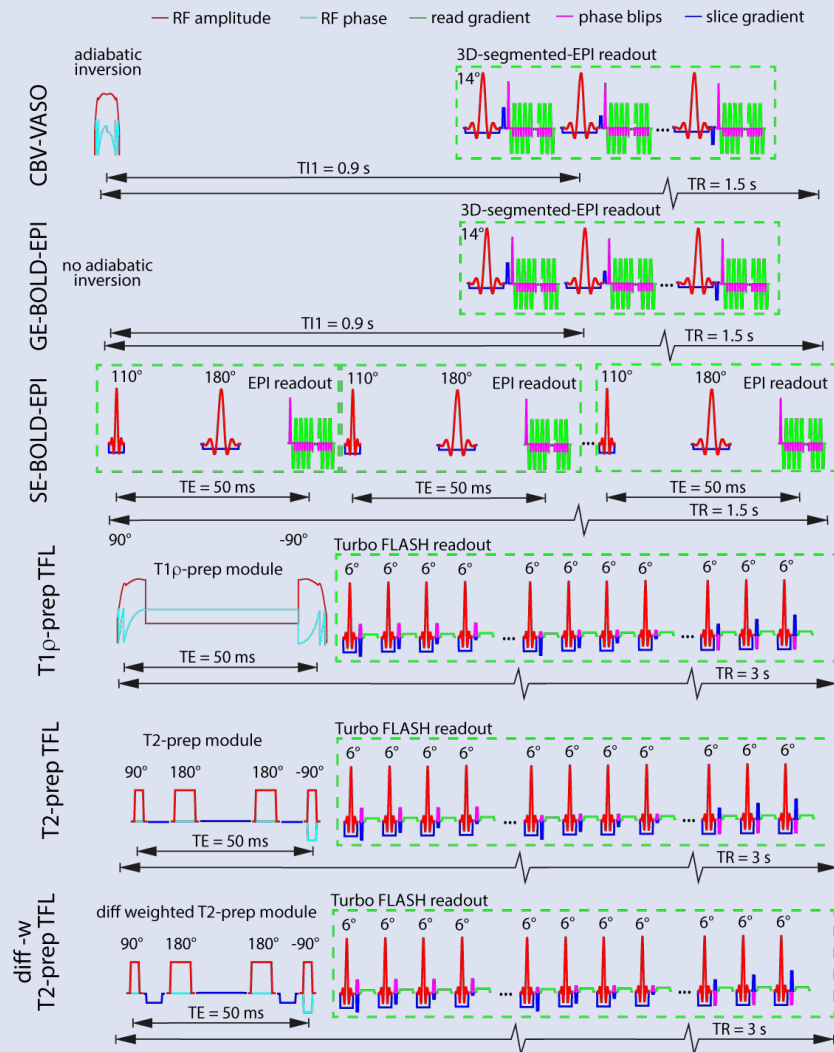 RF amplitude RF phase read gradient phase blips slice gradient
CBV-VASO
adiabatic
inversion
3D-segmented-EPI readout
14°
...
TI1 = 0.9 s
TR = 1.5 s
GE-BOLD-EPI
no adiabatic
inversion
3D-segmented-EPI readout
14°
...
TI1 = 0.9 s
TR = 1.5 s
SE-BOLD-EPI
110° 180° EPI readout 110° 180° EPI readout 110° 180° EPI readout
...
TE = 50 ms TE = 50 ms TE = 50 ms
TR = 1.5 s
T1ρ-prep TFL
90° -90°
T1ρ-prep module
Turbo FLASH readout
6° 6° 6° 6° 6° 6° 6° 6° 6° 6° 6°
... ...
TE = 50 ms
TR = 3 s
T2-prep TFL
T2-prep module
90° 180° 180° -90°
Turbo FLASH readout
6° 6° 6° 6° 6° 6° 6° 6° 6° 6° 6°
... ...
TE = 50 ms
TR = 3 s
diff -w
T2-prep TFL
diff weighted T2-prep module
90° 180° 180° -90°
Turbo FLASH readout
6° 6° 6° 6° 6° 6° 6° 6° 6° 6° 6°
... ...
TE = 50 ms
TR = 3 s